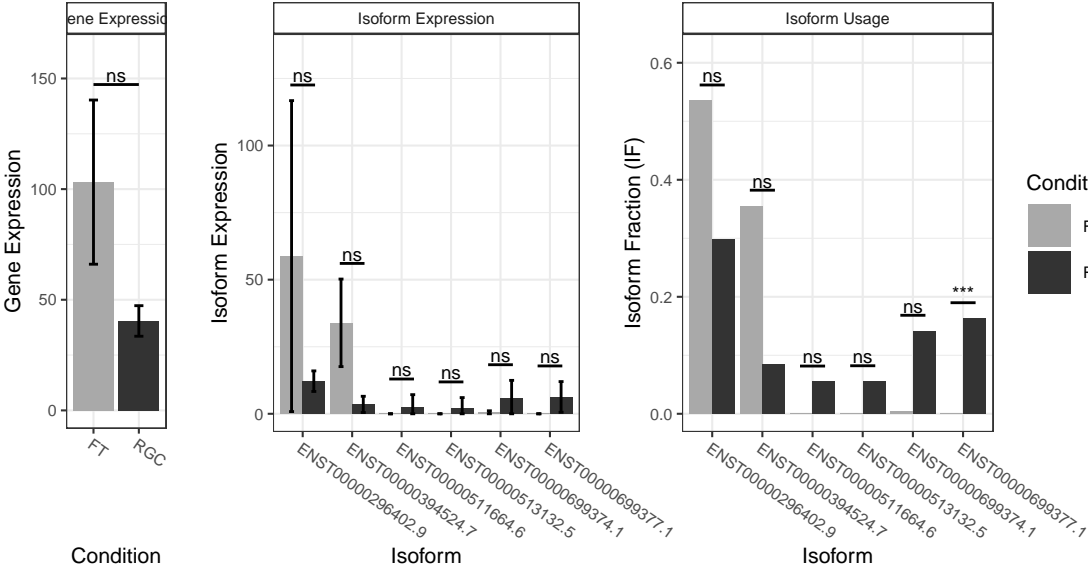 ene Expressio
Isoform Expression
Isoform Usage
Gene Expression
150
100
50
0
ns
FT
RGC
Condition
Isoform Expression
100
50
0
ns
ns
ns
ns
ns
ns
ENST00000296402.9
ENST00000394524.7
ENST00000511664.6
ENST00000513132.5
ENST00000699374.1
ENST00000699377.1
Isoform
Isoform Fraction (IF)
0.6
0.4
0.2
0.0
ns
ns
ns
ns
ns
***
ENST00000296402.9
ENST00000394524.7
ENST00000511664.6
ENST00000513132.5
ENST00000699374.1
ENST00000699377.1
Isoform
Condit
F
F